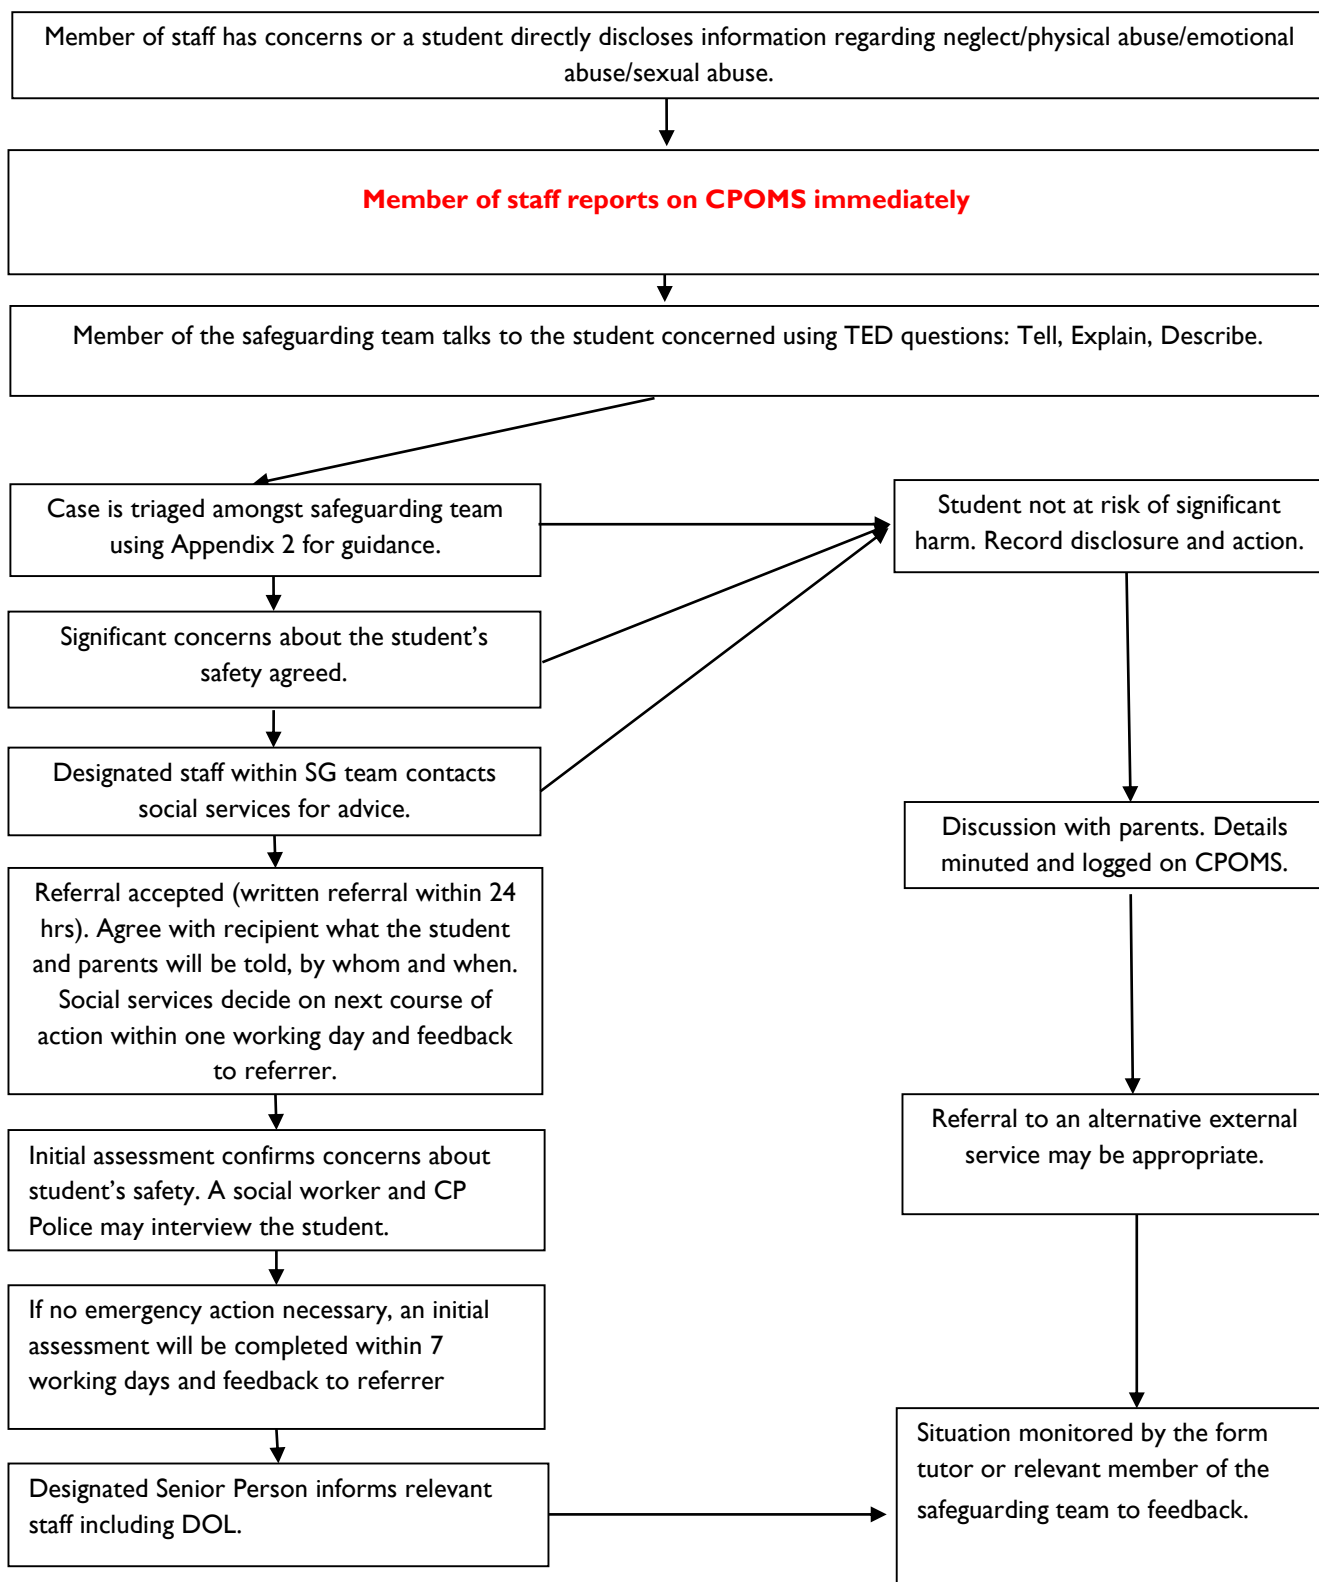 Member of staff has concerns or a student directly discloses information regarding neglect/physical abuse/emotional
abuse/sexual abuse.
Member of staff reports on CPOMS immediately
Member of the safeguarding team talks to the student concerned using TED questions: Tell, Explain, Describe.
Case is triaged amongst safeguarding team
using Appendix 2 for guidance.
Student not at risk of significant
harm. Record disclosure and action.
Significant concerns about the student’s
safety agreed.
Designated staff within SG team contacts
social services for advice.
Discussion with parents. Details
minuted and logged on CPOMS.
Referral accepted (written referral within 24
hrs). Agree with recipient what the student
and parents will be told, by whom and when.
Social services decide on next course of
action within one working day and feedback
to referrer.
Referral to an alternative external
service may be appropriate.
Initial assessment confirms concerns about
student’s safety. A social worker and CP
Police may interview the student.
If no emergency action necessary, an initial
assessment will be completed within 7
working days and feedback to referrer
Situation monitored by the form
tutor or relevant member of the
safeguarding team to feedback.
Designated Senior Person informs relevant
staff including DOL.